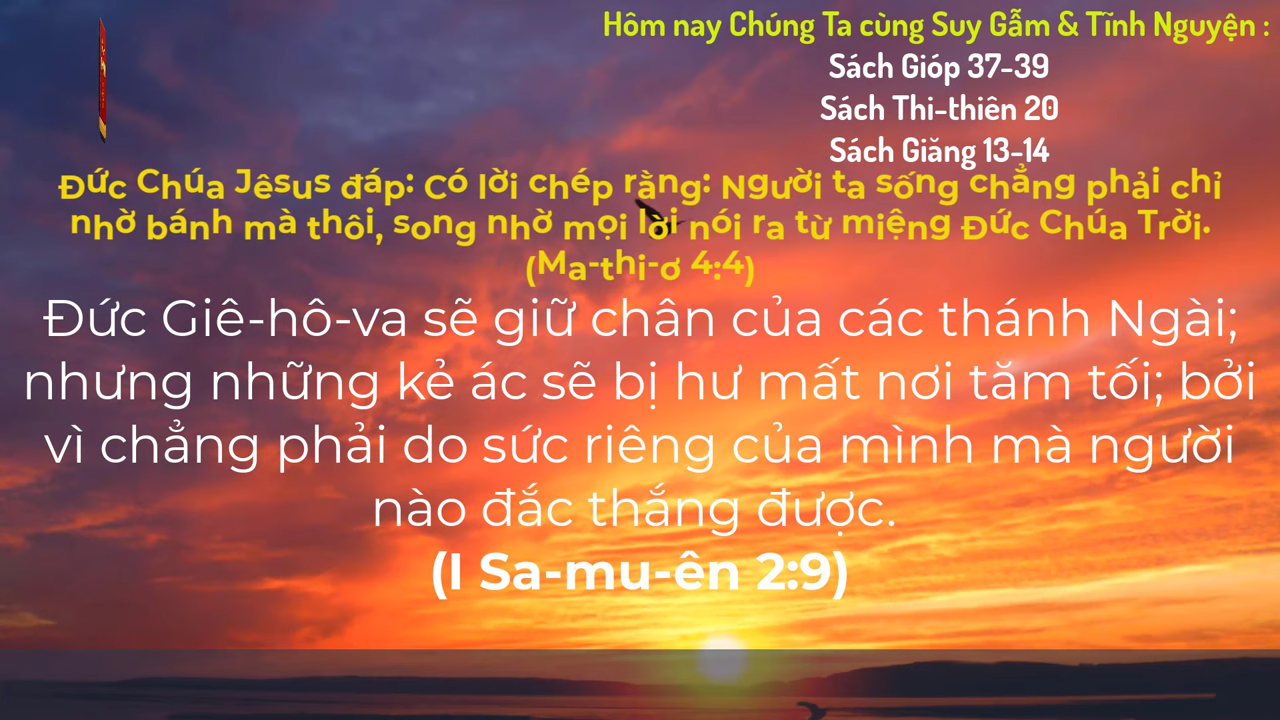 Hôm nay Chúng Ta cùng Suy Gẫm & Tĩnh Nguyện :
Sách Gióp 37-39
Sách Thi-thiên 20
Sách Giăng 13-14
Đức Chúa Jêsus đáp: Có lời chép rằng: Người ta sống chẳng phải chỉ
nhờ bánh mà thôi, song nhờ mọi lời nói ra từ miệng Đức Chúa Trời.
(Ma-thi-ơ 4:4)
Đức Giê-hô-va sẽ giữ chân của các thánh Ngài;
nhưng những kẻ ác sẽ bị hư mất nơi tăm tối; bởi
vì chẳng phải do sức riêng của mình mà người
nào đắc thắng được.
(I Sa-mu-ên 2:9)